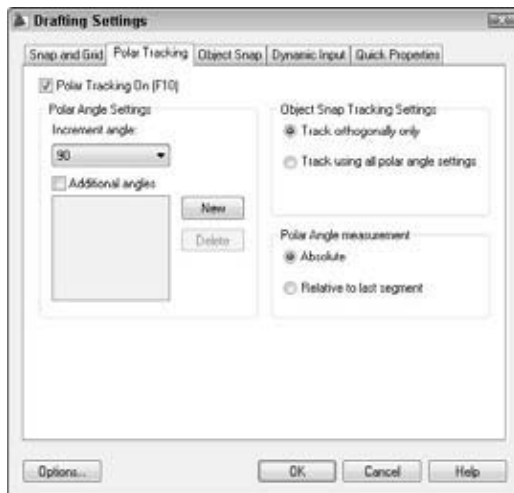 Drafting Settings
Snap and Grid Polar Tracking Object Snap Dynamic Input Quick Properties
Polar Tracking On (F10)
Polar Angle Settings
Increment angle:
90
Additional angles
New
Delete
Object Snap Tracking Settings
Track orthogonally only
Track using all polar angle settings
Polar Angle measurement
Absolute
Relative to last segment
Options... OK Cancel Help